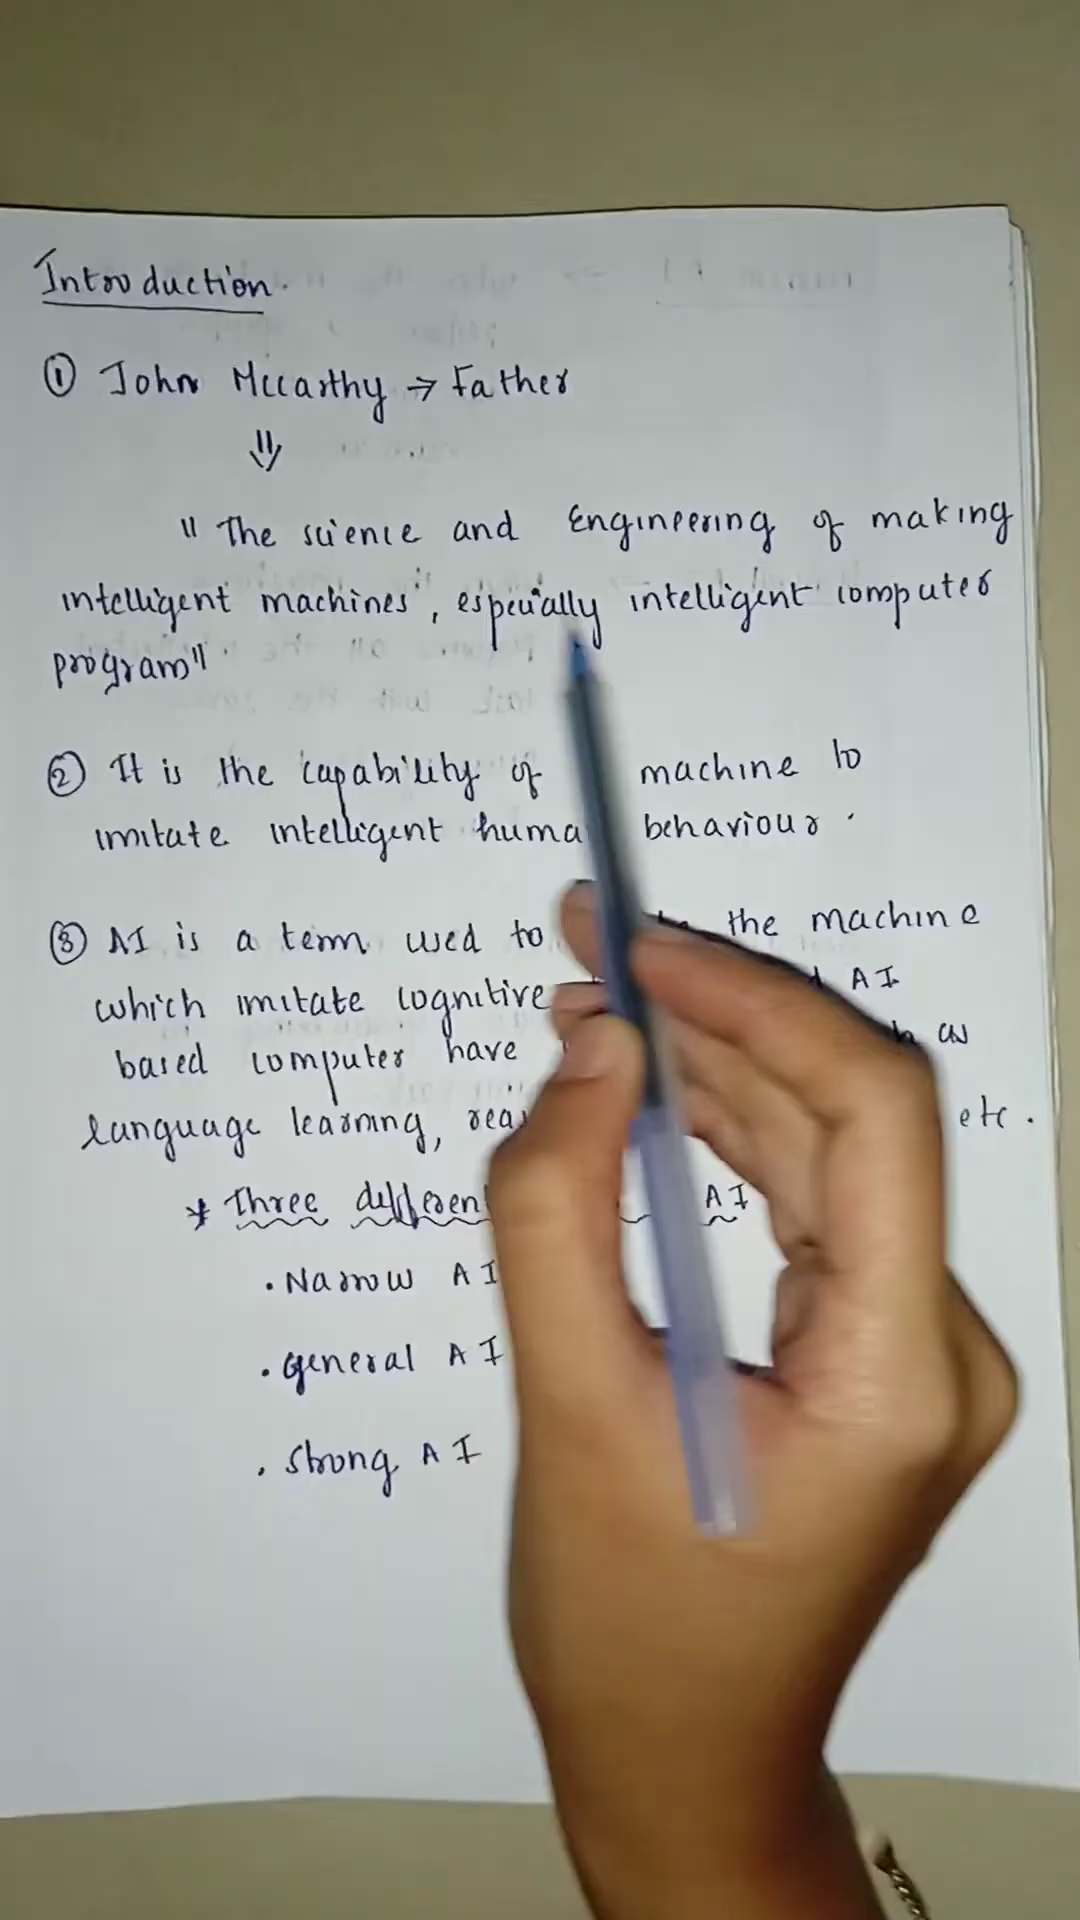 Introduction.
① John Mccarthy → Father
⇓
" The science and Engineering of making
intelligent machines", especially intelligent computer
program".
② It is the capability of machine to
imitate intelligent huma behaviour.
③ AI is a term used to the machine
which imitate cognitive AI
based computer have as
language learning, etc.
* Three different AI
. Narrow AI
. general AI
. Strong AI